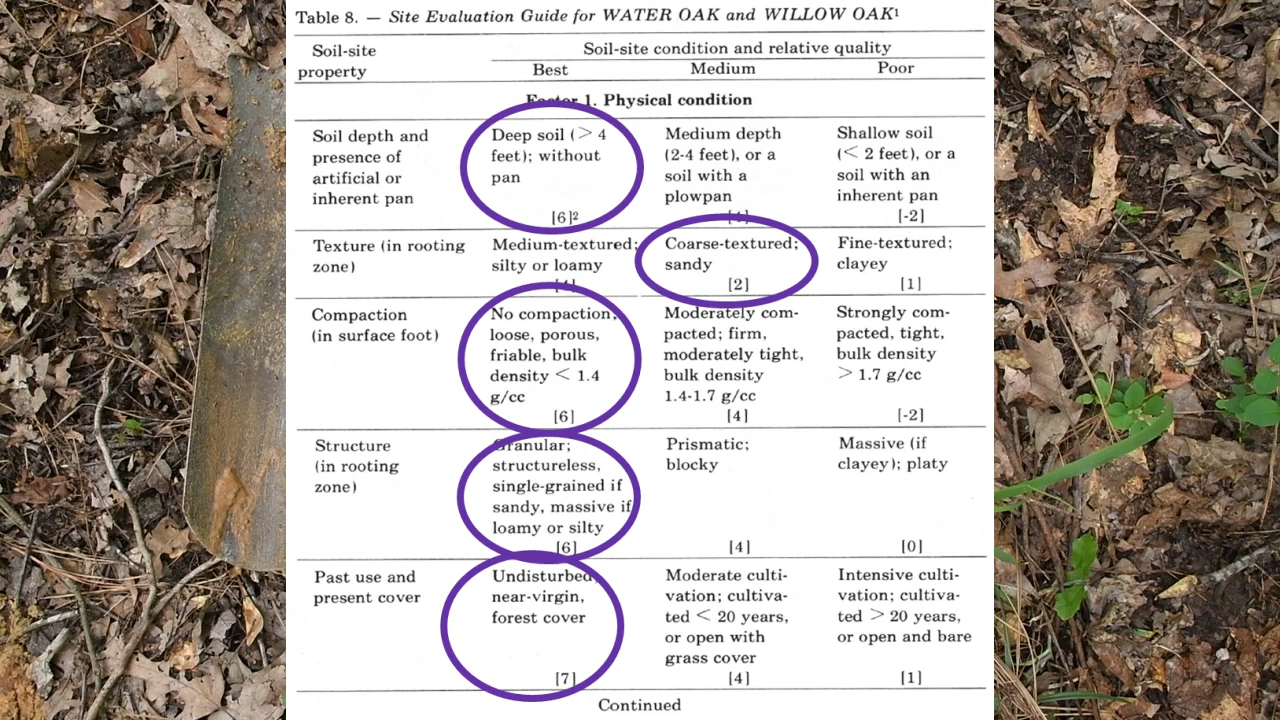 Table 8. — Site Evaluation Guide for WATER OAK and WILLOW OAK¹
Soil-site property
Soil-site condition and relative quality
Best Medium Poor
Factor 1. Physical condition
Soil depth and presence of artificial or inherent pan
Deep soil (> 4 feet); without pan
[6]²
Medium depth (2-4 feet), or a soil with a plowpan
[4]
Shallow soil (< 2 feet), or a soil with an inherent pan
[-2]
Texture (in rooting zone)
Medium-textured; silty or loamy
[4]
Coarse-textured; sandy
[2]
Fine-textured; clayey
[1]
Compaction (in surface foot)
No compaction, loose, porous, friable, bulk density < 1.4 g/cc
[6]
Moderately com-
pacted; firm, moderately tight, bulk density 1.4-1.7 g/cc
[4]
Strongly com-
pacted, tight, bulk density > 1.7 g/cc
[-2]
Structure (in rooting zone)
Granular; structureless, single-grained if sandy, massive if loamy or silty
[6]
Prismatic; blocky
[4]
Massive (if clayey); platy
[0]
Past use and present cover
Undisturbed, near-virgin, forest cover
[7]
Moderate culti-
vation; cultiva-
ted < 20 years, or open with grass cover
[4]
Intensive culti-
vation; cultiva-
ted > 20 years, or open and bare
[1]
Continued